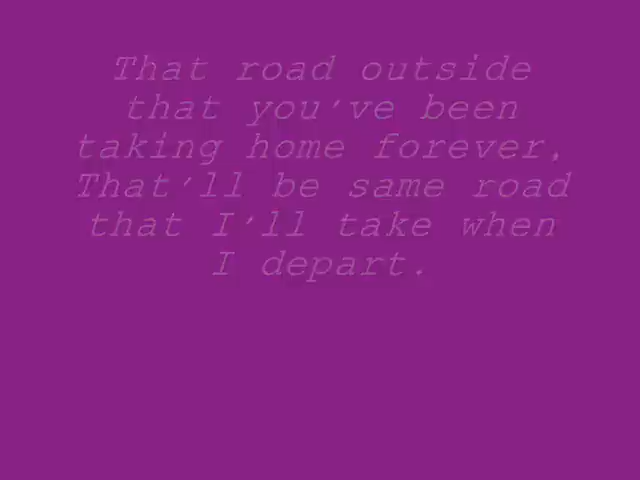 That road outside
that you've been
taking home forever,
That'll be same road
that I'll take when
I depart.